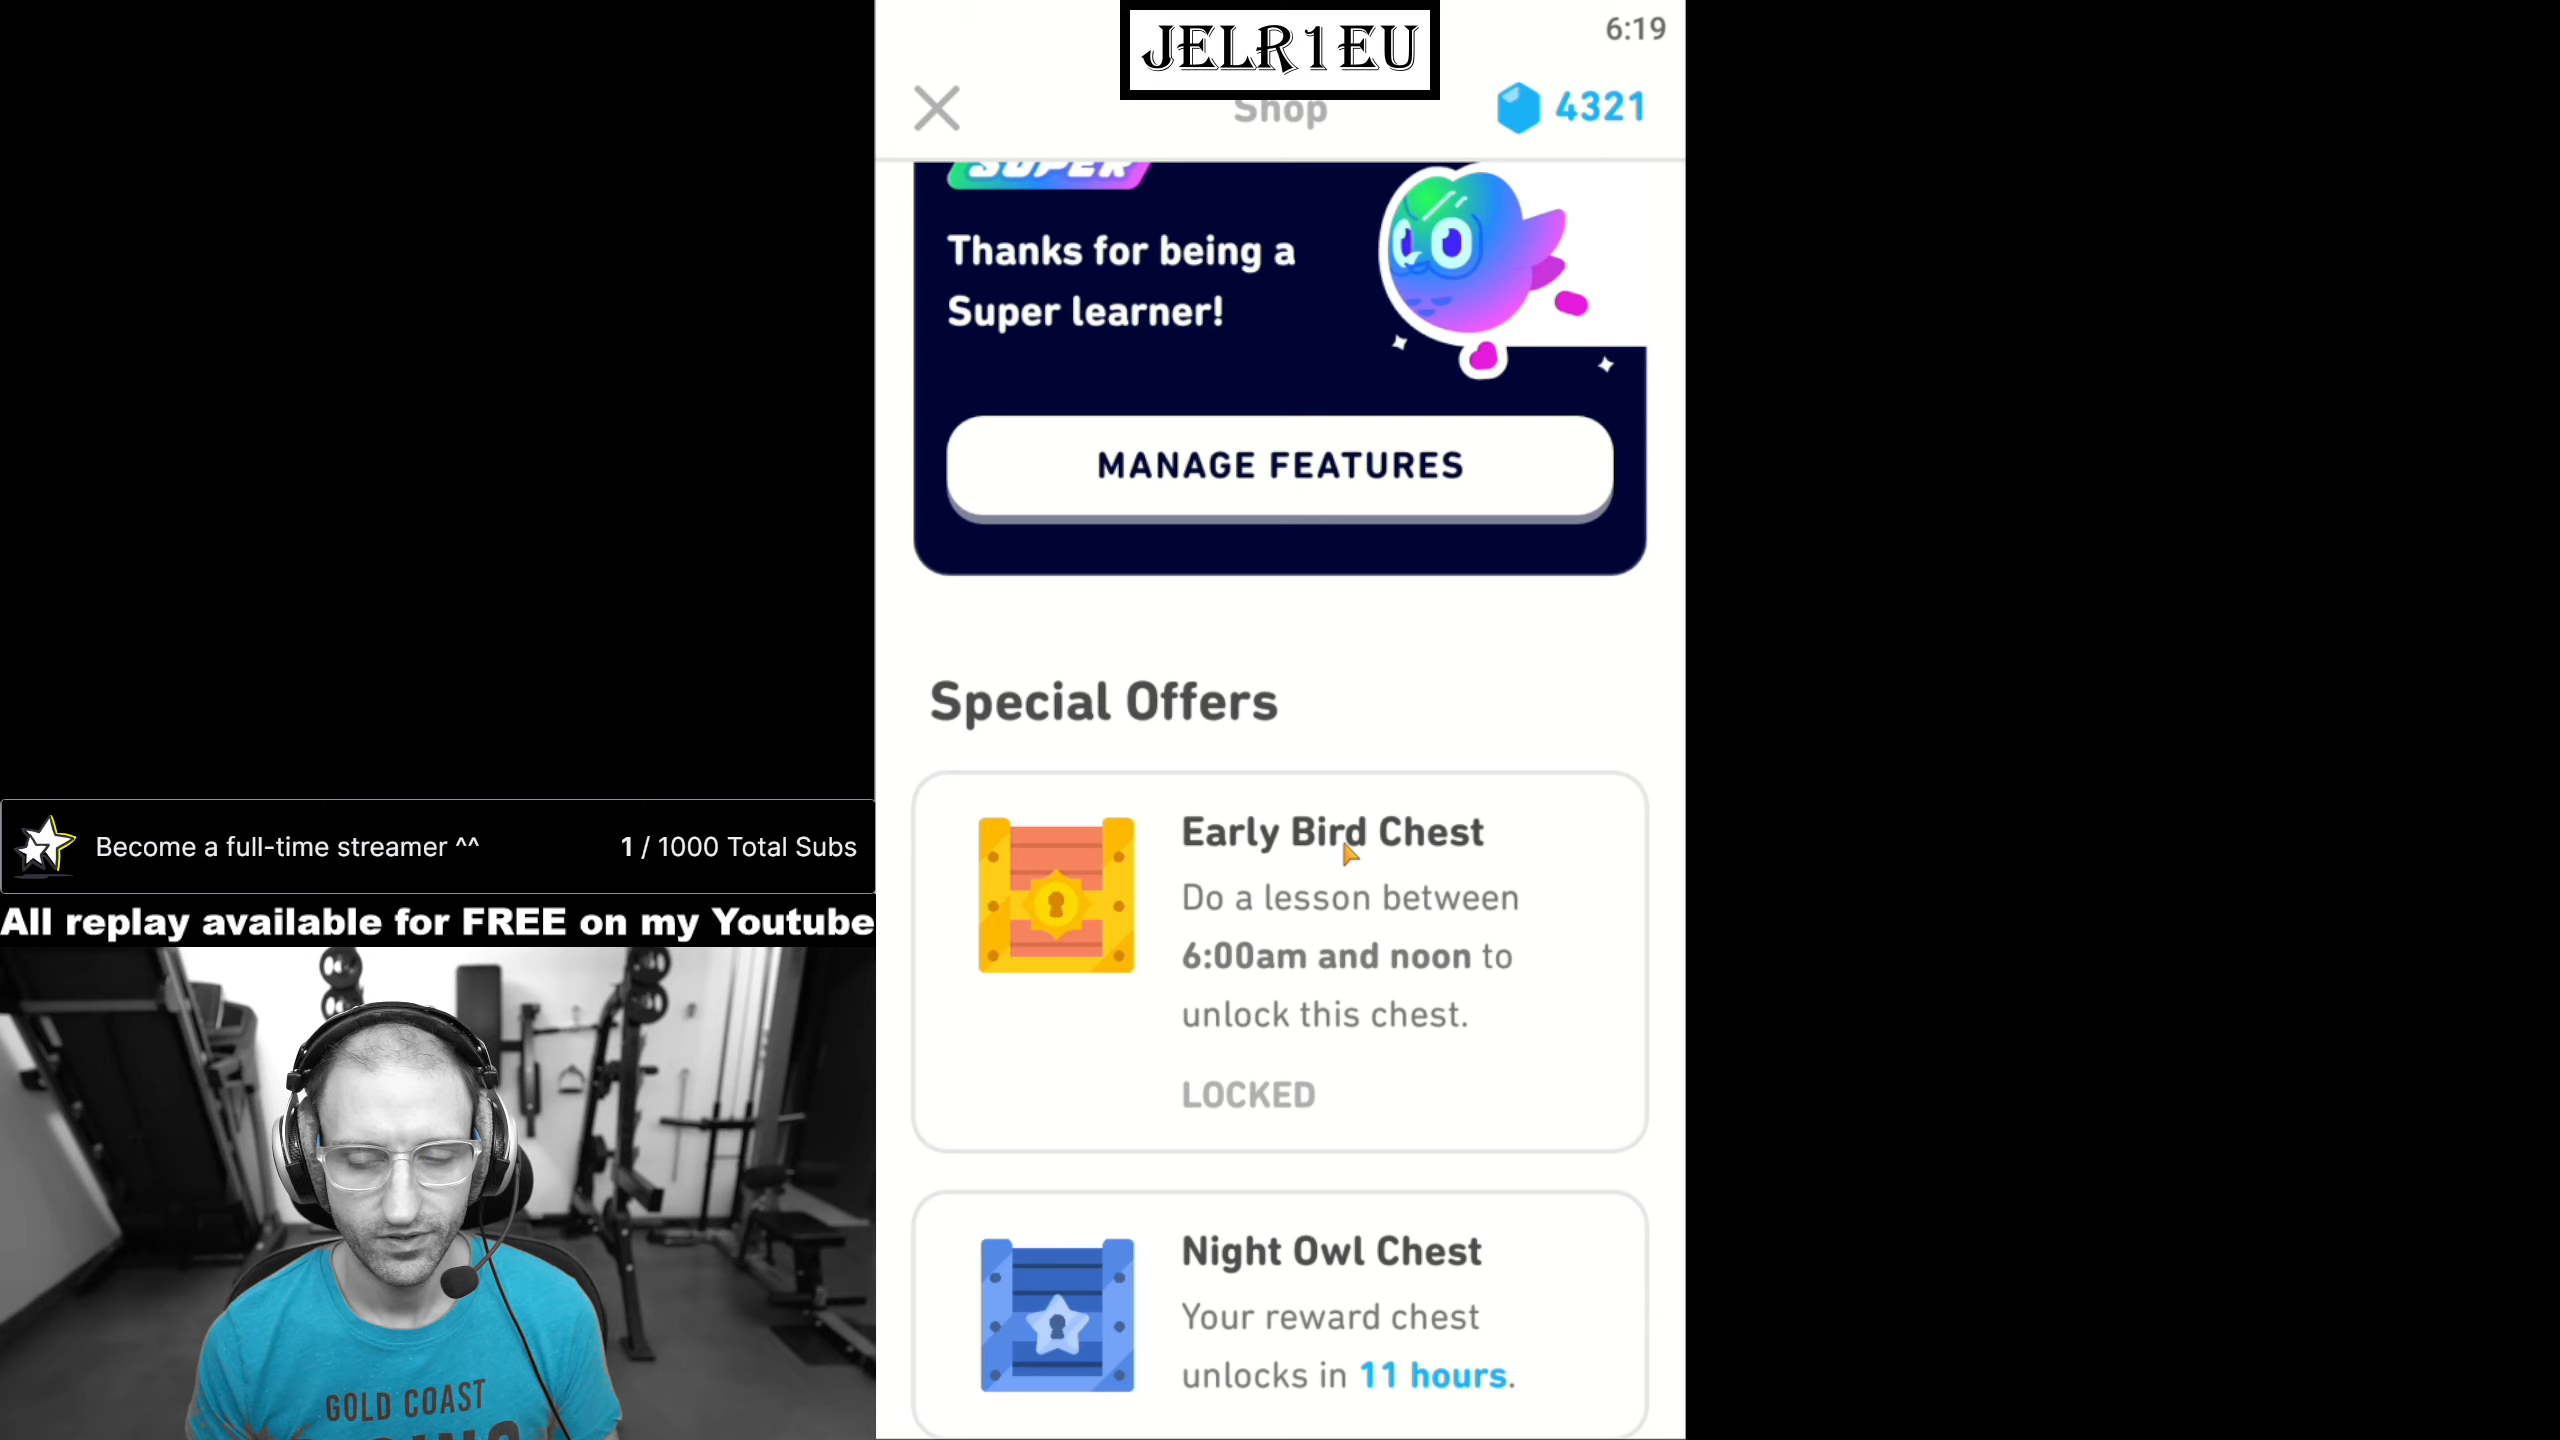 JELR1EU
6:19
Shop
4321
SUPER
Thanks for being a
Super learner!
MANAGE FEATURES
Special Offers
Early Bird Chest
Do a lesson between
6:00am and noon to
unlock this chest.
LOCKED
Night Owl Chest
Your reward chest
unlocks in 11 hours.
Become a full-time streamer ^^
1 / 1000 Total Subs
All replay available for FREE on my Youtube
GOLD COAST